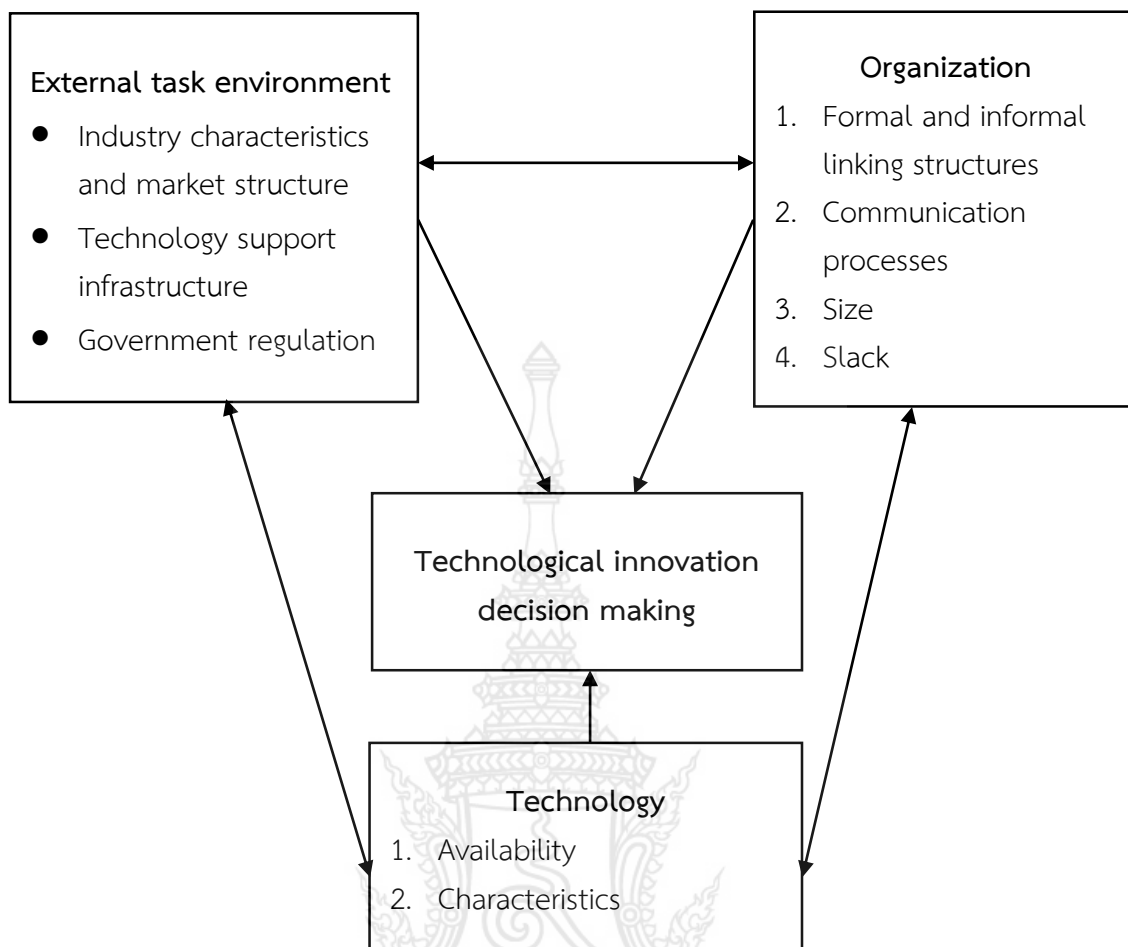 External task environment
● Industry characteristics
and market structure
● Technology support
infrastructure
● Government regulation
Organization
1. Formal and informal
linking structures
2. Communication
processes
3. Size
4. Slack
Technological innovation
decision making
Technology
1. Availability
2. Characteristics